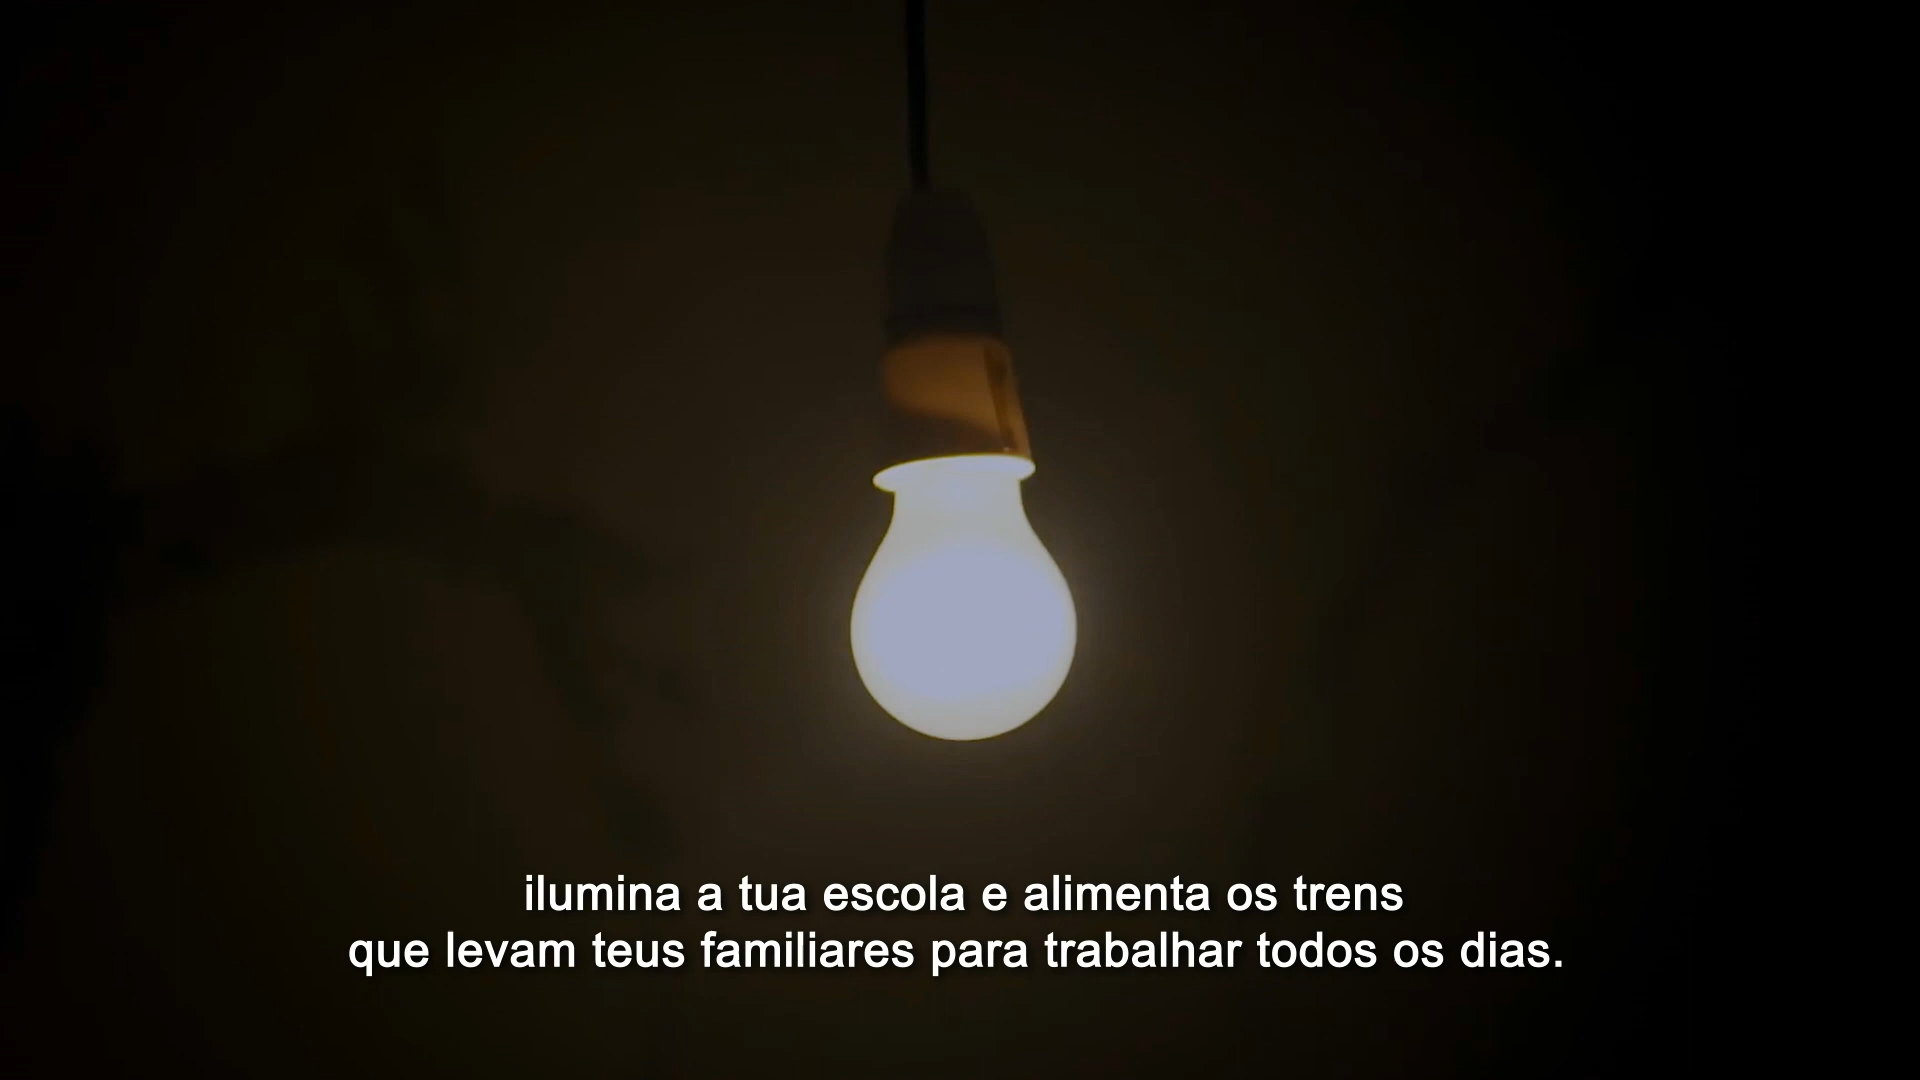 ilumina a tua escola e alimenta os trens
que levam teus familiares para trabalhar todos os dias.